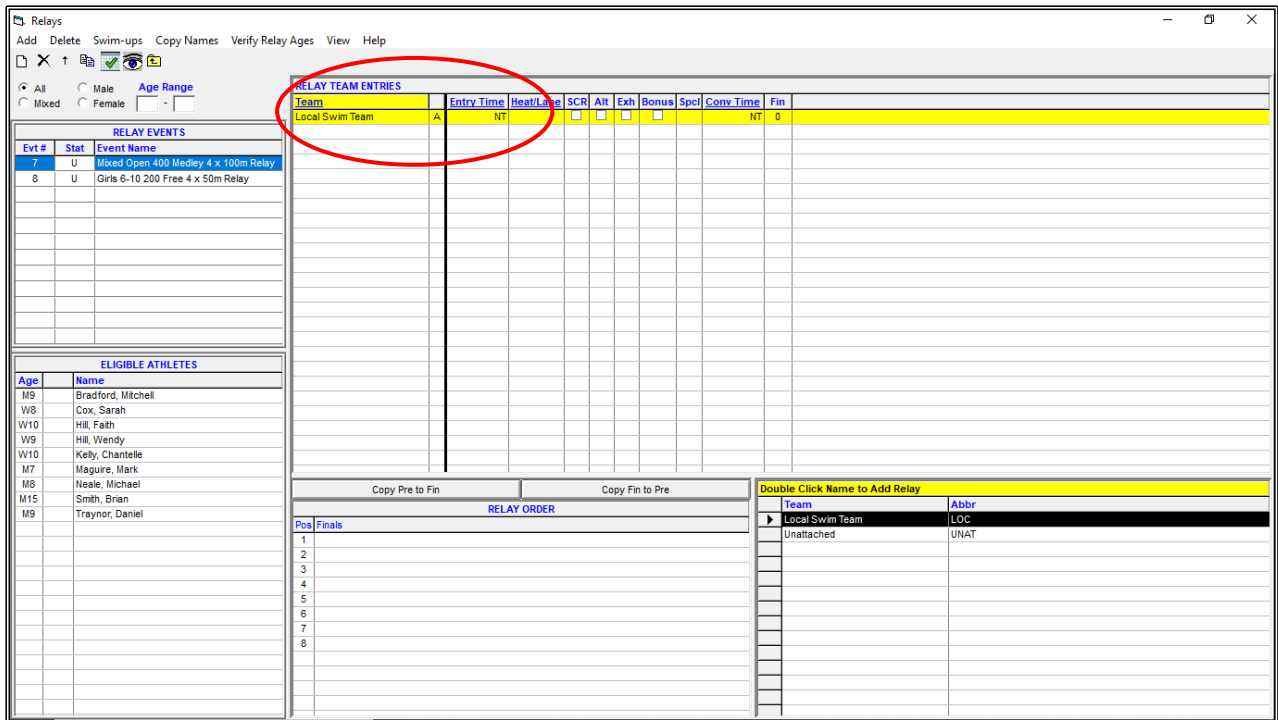 Relays
Add Delete Swim-ups Copy Names Verify Relay Ages View Help
All Male Age Range
Mixed Female -
RELAY EVENTS
Evt # Stat Event Name
7 U Mixed Open 400 Medley 4 x 100m Relay
8 U Girls 6-10 200 Free 4 x 50m Relay
ELIGIBLE ATHLETES
Age Name
M9 Bradford, Mitchell
W8 Cox, Sarah
W10 Hill, Faith
W9 Hill, Wendy
W10 Kelly, Chantelle
M7 Maguire, Mark
M8 Neale, Michael
M15 Smith, Brian
M9 Traynor, Daniel
RELAY TEAM ENTRIES
Team Entry Time Heat/Lane SCR Alt Exh Bonus Spcl Conv Time Fin
Local Swim Team A NT NT 0
Copy Pre to Fin Copy Fin to Pre
RELAY ORDER
Pos Finals
1
2
3
4
5
6
7
8
Double Click Name to Add Relay
Team Abbr
Local Swim Team LOC
Unattached UNAT